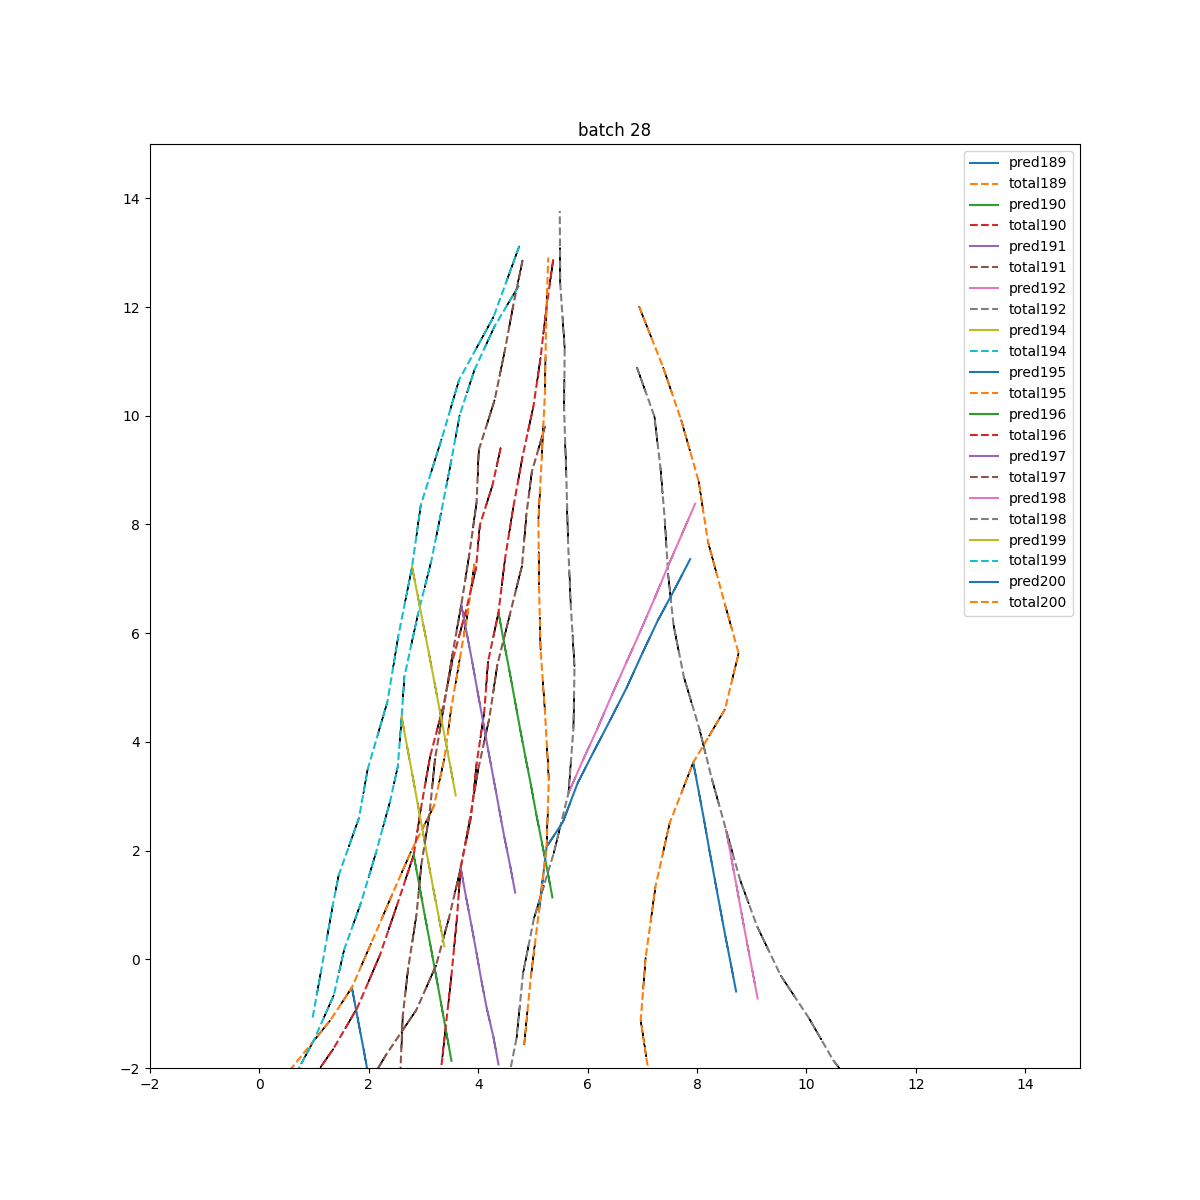 batch 28
pred189
total189
pred190
total190
pred191
total191
pred192
total192
pred194
total194
pred195
total195
pred196
total196
pred197
total197
pred198
total198
pred199
total199
pred200
total200
14
12
10
8
6
4
2
0
−2
−2 0 2 4 6 8 10 12 14